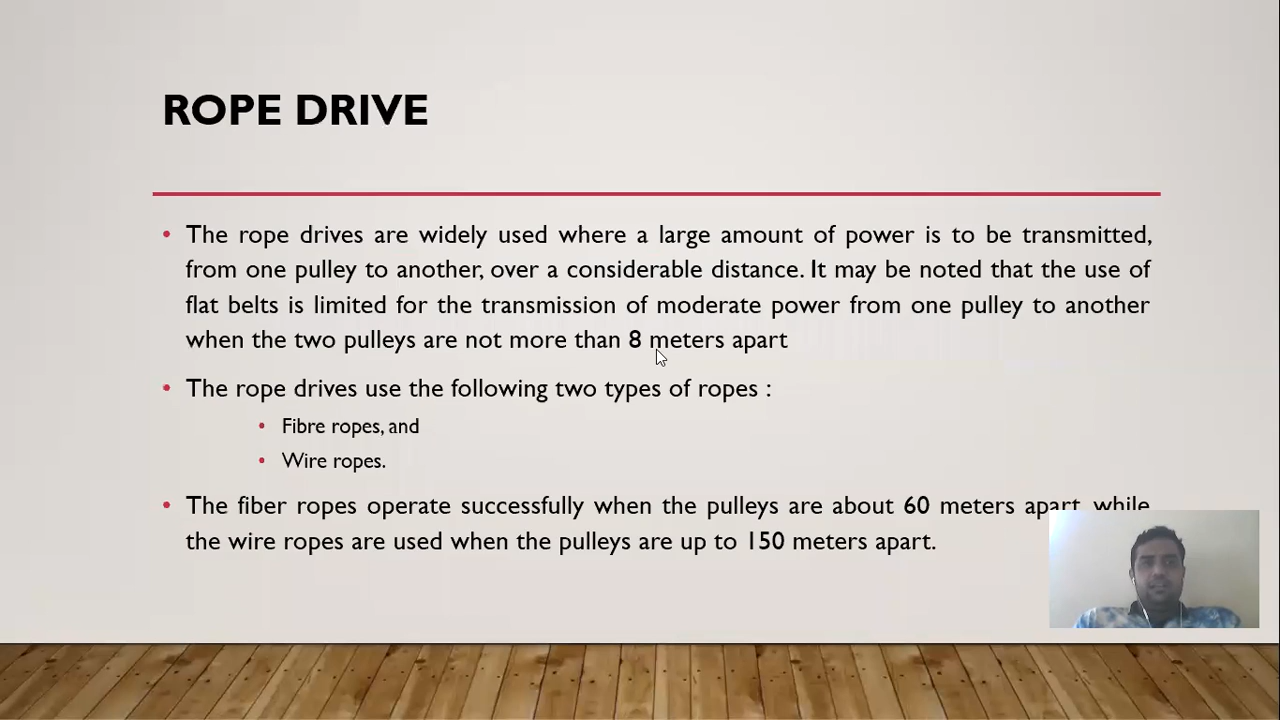 ROPE DRIVE
• The rope drives are widely used where a large amount of power is to be transmitted,
from one pulley to another, over a considerable distance. It may be noted that the use of
flat belts is limited for the transmission of moderate power from one pulley to another
when the two pulleys are not more than 8 meters apart
• The rope drives use the following two types of ropes :
• Fibre ropes, and
• Wire ropes.
• The fiber ropes operate successfully when the pulleys are about 60 meters apart, while
the wire ropes are used when the pulleys are up to 150 meters apart.